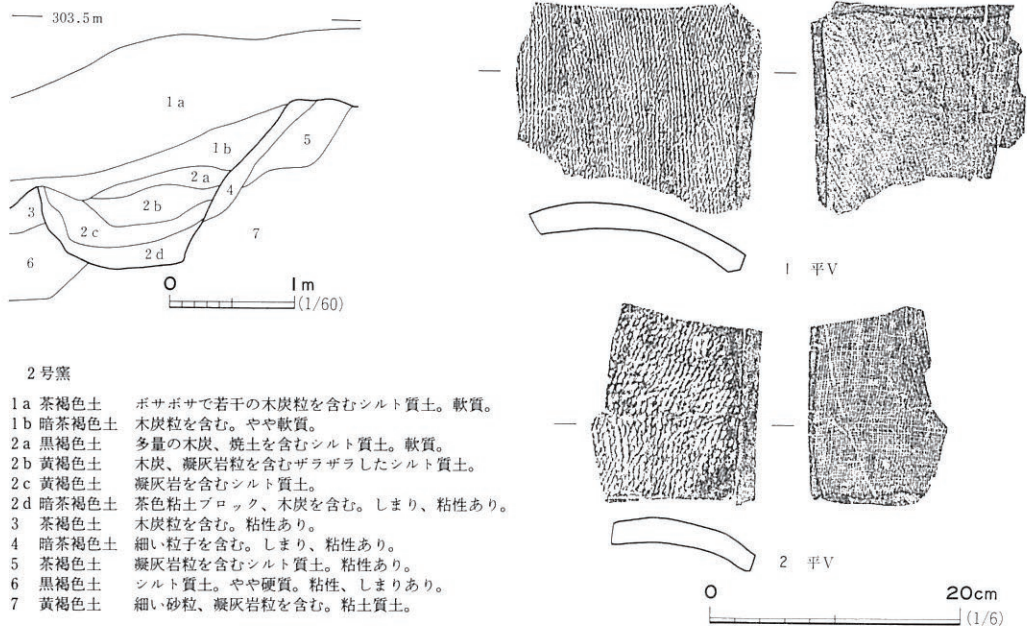 303.5m
1a
1b
2a
2b
2c
2d
3
4
5
6
7
0 1m
(1/60)
2号窯
1a 茶褐色土 ボサボサで若干の木炭粒を含むシルト質土。軟質。
1b 暗茶褐色土 木炭粒を含む。やや軟質。
2a 黒褐色土 多量の木炭、焼土を含むシルト質土。軟質。
2b 黄褐色土 木炭、凝灰岩粒を含むザラザラしたシルト質土。
2c 黄褐色土 凝灰岩を含むシルト質土。
2d 暗茶褐色土 茶色粘土ブロック、木炭を含む。しまり、粘性あり。
3 茶褐色土 木炭粒を含む。粘性あり。
4 暗茶褐色土 細い粒子を含む。しまり、粘性あり。
5 茶褐色土 凝灰岩粒を含むシルト質土。粘性あり。
6 黒褐色土 シルト質土。やや硬質。粘性、しまりあり。
7 黄褐色土 細い砂粒、凝灰岩粒を含む。粘土質土。
1 平V
2 平V
0 20cm
(1/6)